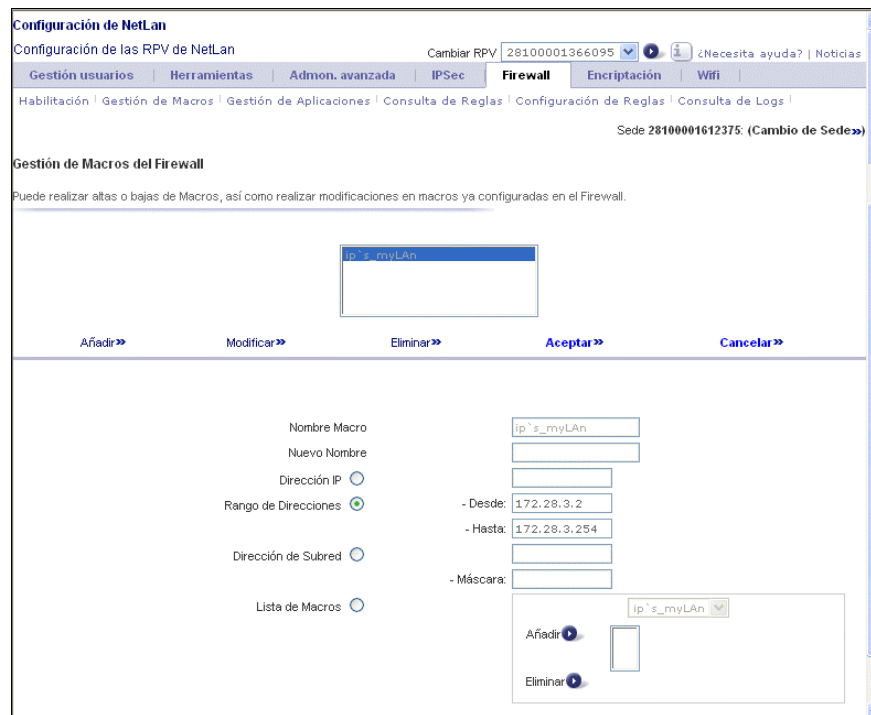 Configuración de NetLan
Configuración de las RPV de NetLan
Cambiar RPV 28100001366095 ¿Necesita ayuda? | Noticias
Gestión usuarios | Herramientas | Admon. avanzada | IPSec | Firewall | Encriptación | Wifi |
Habilitación | Gestión de Macros | Gestión de Aplicaciones | Consulta de Reglas | Configuración de Reglas | Consulta de Logs |
Sede 28100001612375: (Cambio de Sede»)
Gestión de Macros del Firewall
Puede realizar altas o bajas de Macros, así como realizar modificaciones en macros ya configuradas en el Firewall.
ip`s_myLAn
Añadir» Modificar» Eliminar» Aceptar» Cancelar»
Nombre Macro ip`s_myLAn
Nuevo Nombre
Dirección IP
Rango de Direcciones - Desde: 172.28.3.2
- Hasta: 172.28.3.254
Dirección de Subred
- Máscara:
Lista de Macros ip`s_myLAn
Añadir
Eliminar